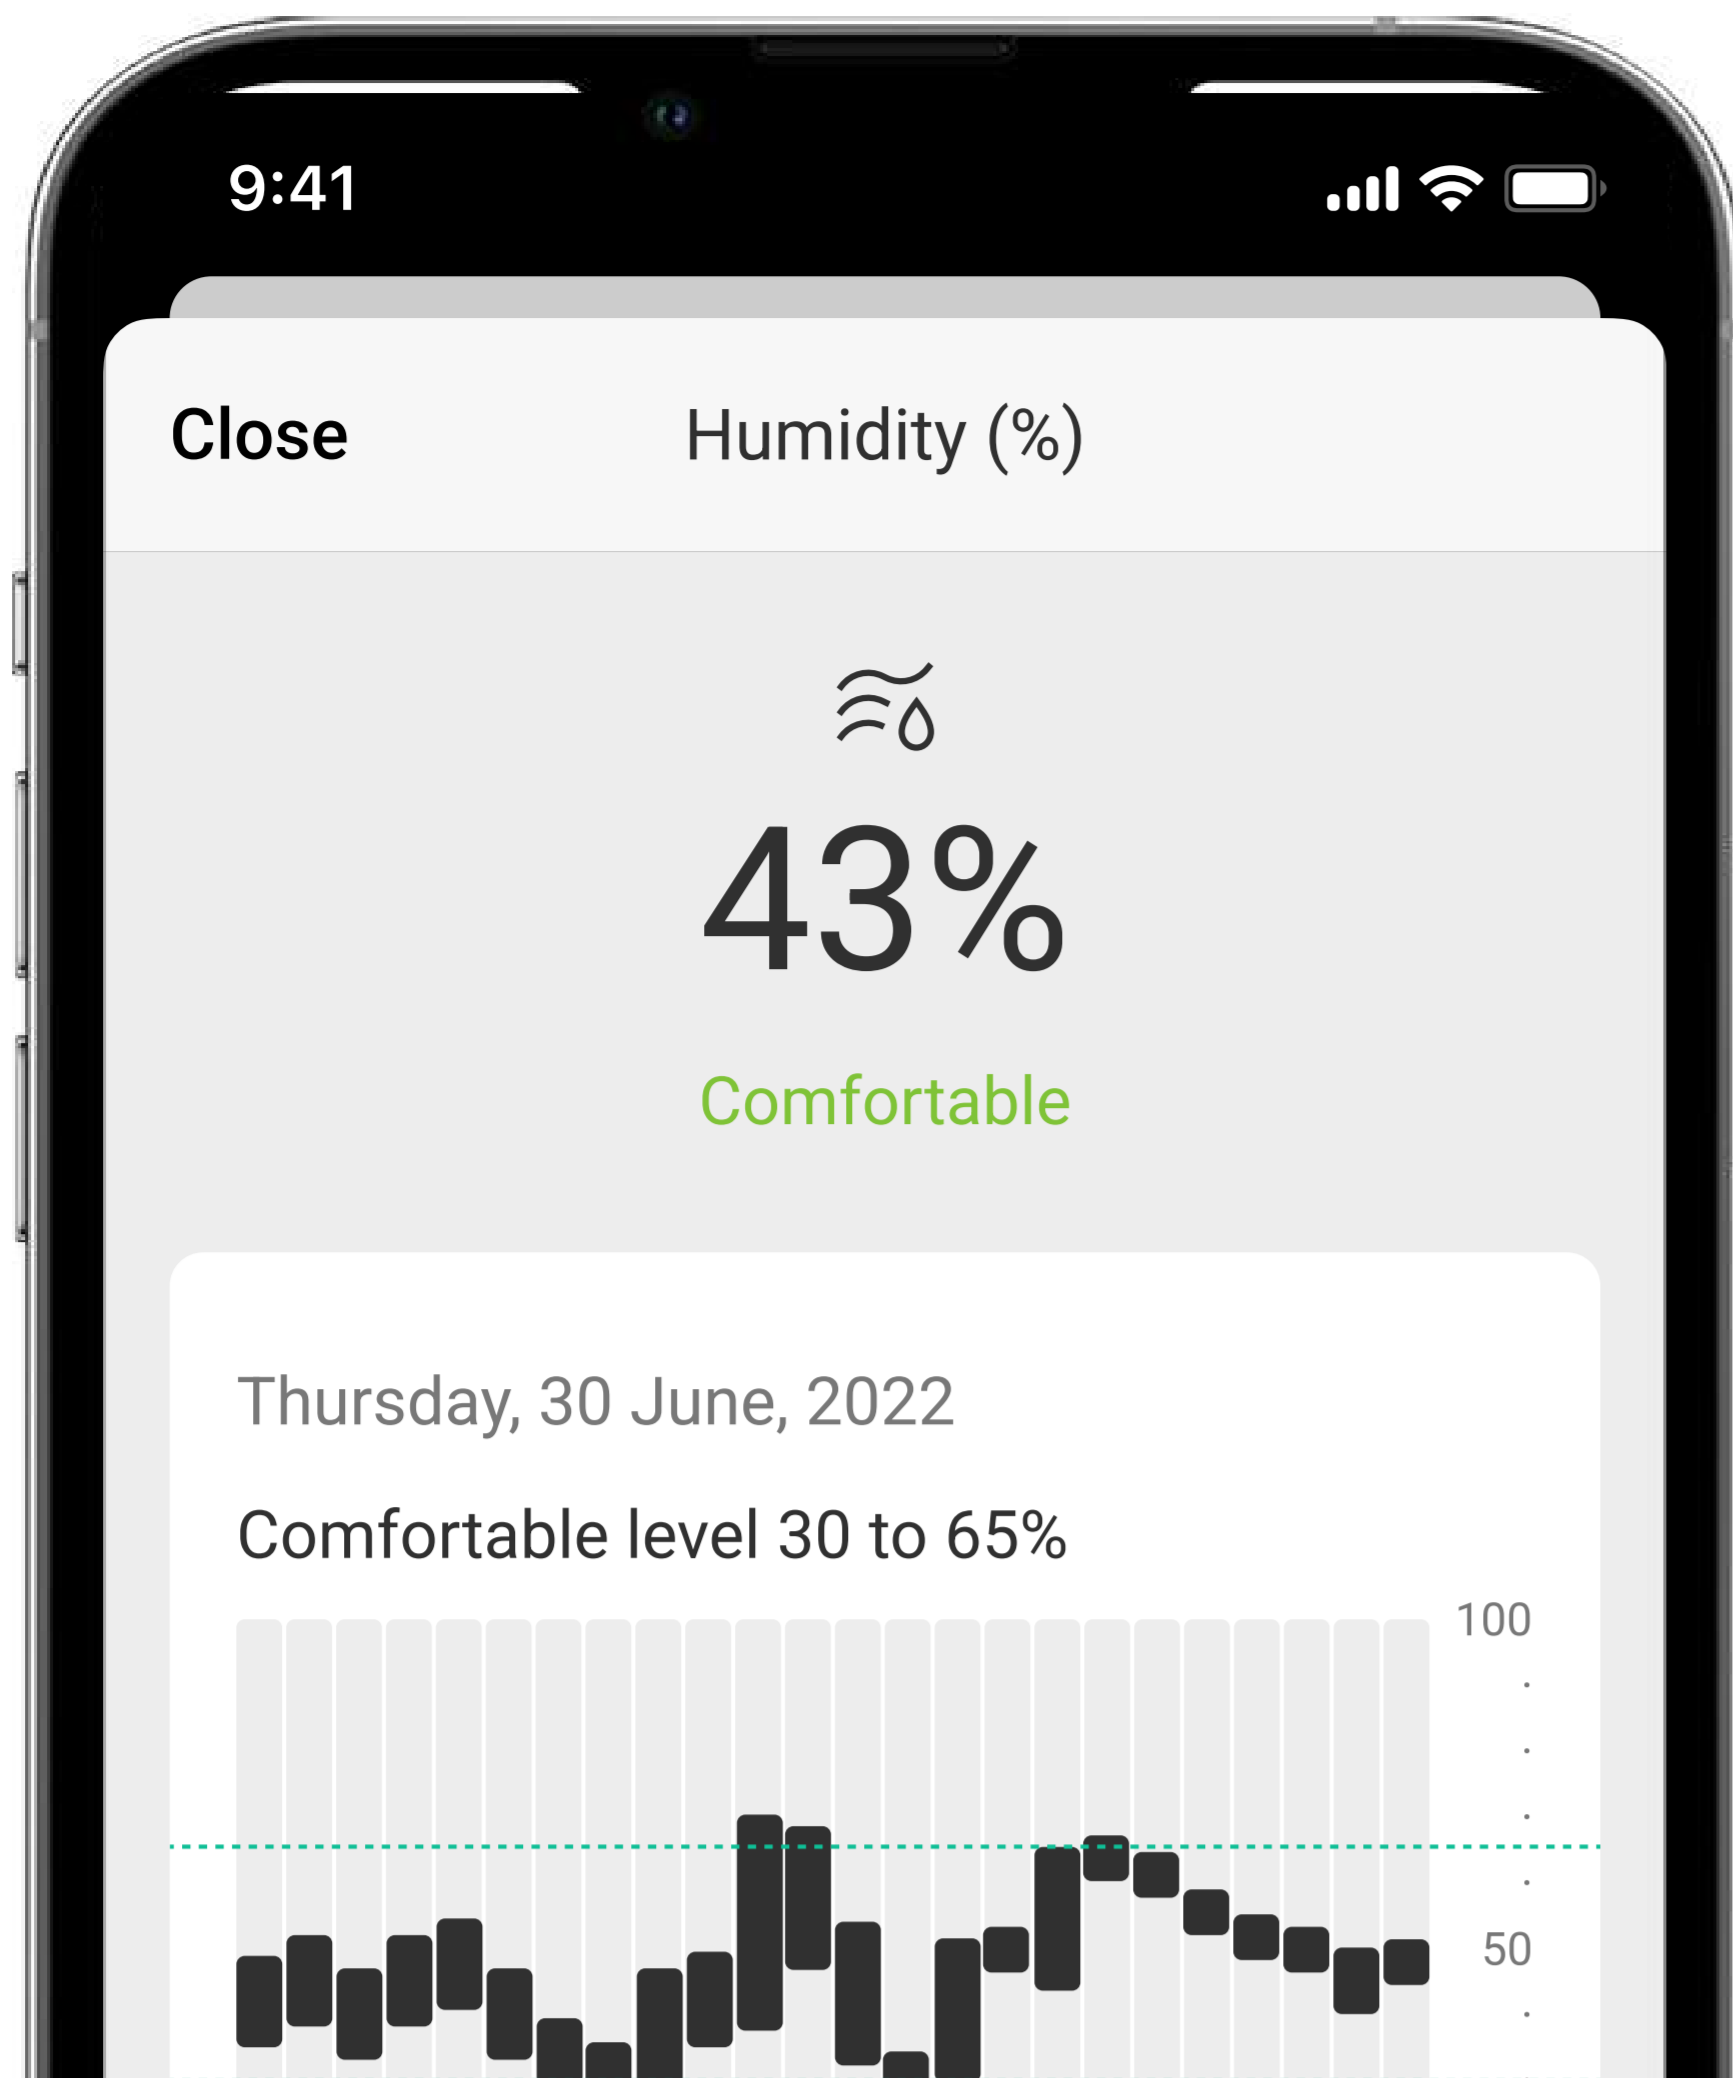 9:41
Close
Humidity (%)
43%
Comfortable
Thursday, 30 June, 2022
Comfortable level 30 to 65%
100
50